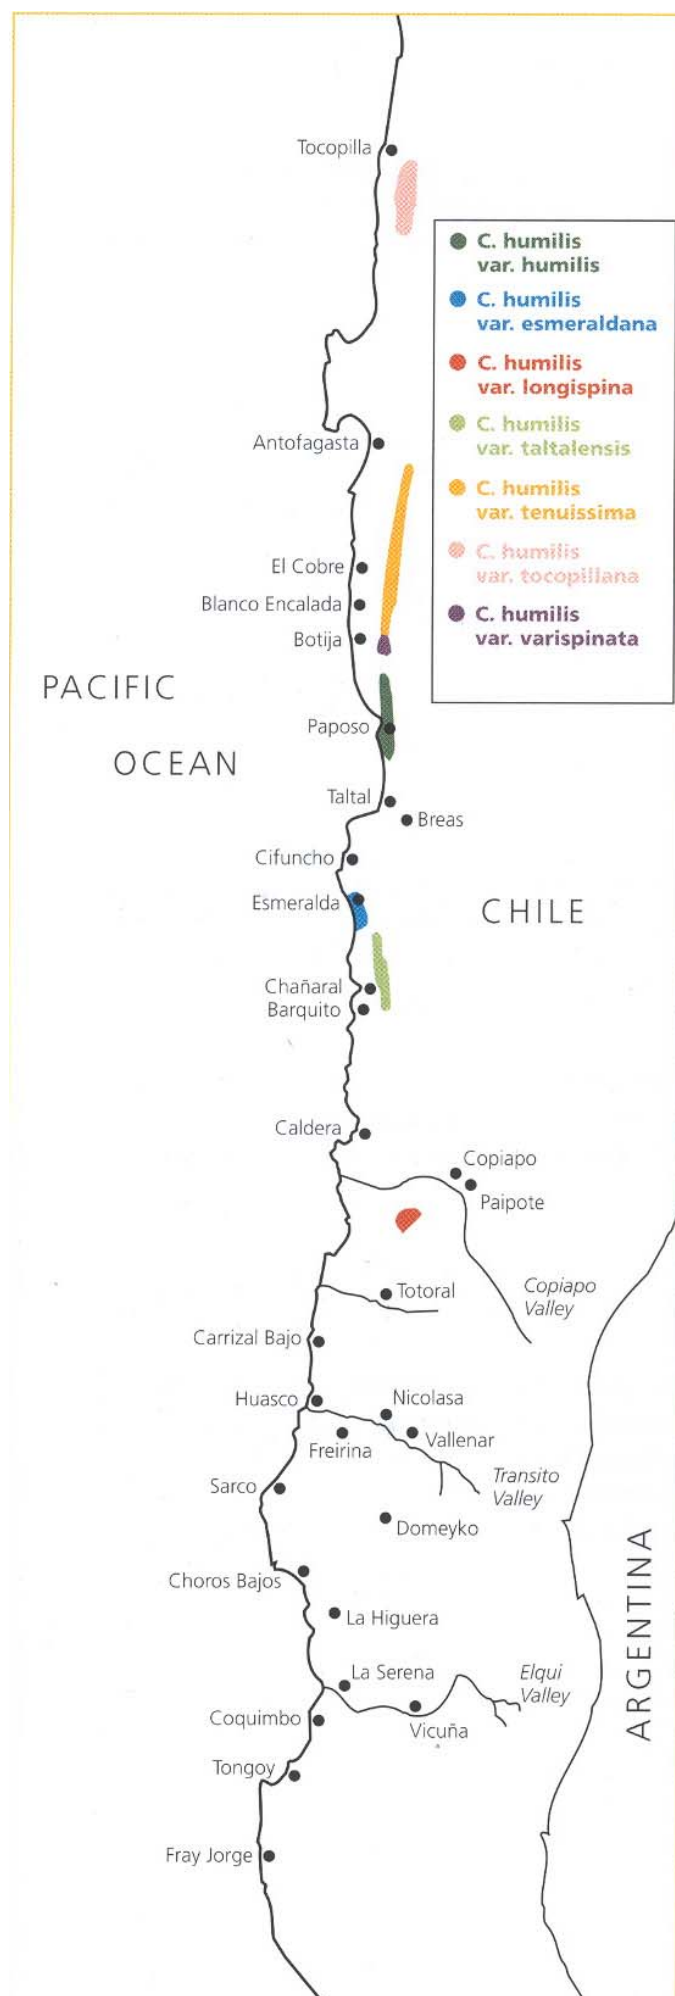 Tocopilla
C. humilis
var. humilis
C. humilis
var. esmeraldana
C. humilis
var. longispina
C. humilis
var. taltalensis
C. humilis
var. tenuissima
C. humilis
var. tocopillana
C. humilis
var. varispinata
Antofagasta
El Cobre
Blanco Encalada
Botija
PACIFIC
OCEAN
Paposo
Taltal
Breas
Cifuncho
Esmeralda
CHILE
Chañaral
Barquito
Caldera
Copiapo
Paipote
Copiapo
Valley
Totoral
Carrizal Bajo
Huasco
Nicolasa
Freirina
Vallenar
Transito
Valley
Sarco
Domeyko
ARGENTINA
Choros Bajos
La Higuera
La Serena
Elqui
Valley
Coquimbo
Vicuña
Tongoy
Fray Jorge